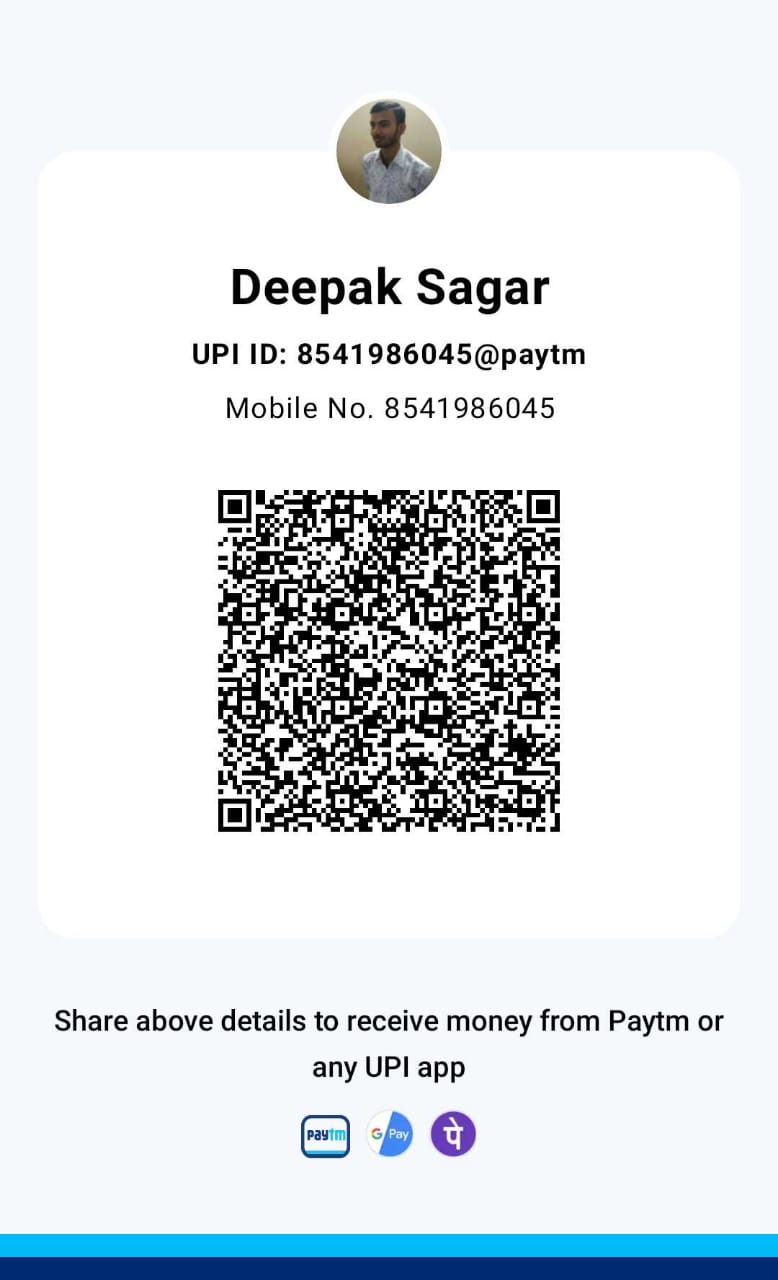 Deepak Sagar
UPI ID: 8541986045@paytm
Mobile No. 8541986045
Share above details to receive money from Paytm or
any UPI app
paytm G Pay पे